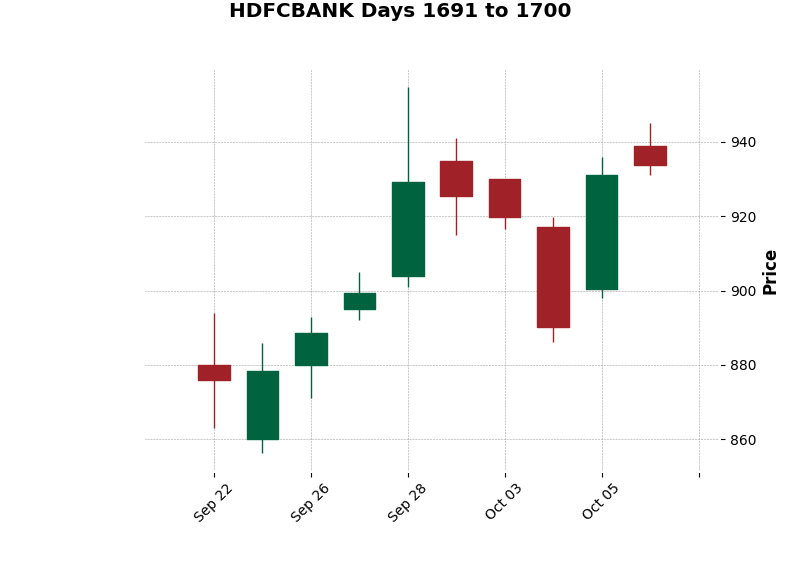 HDFCBANK Days 1691 to 1700
940
920
900
880
860
Price
Sep 22
Sep 26
Sep 28
Oct 03
Oct 05